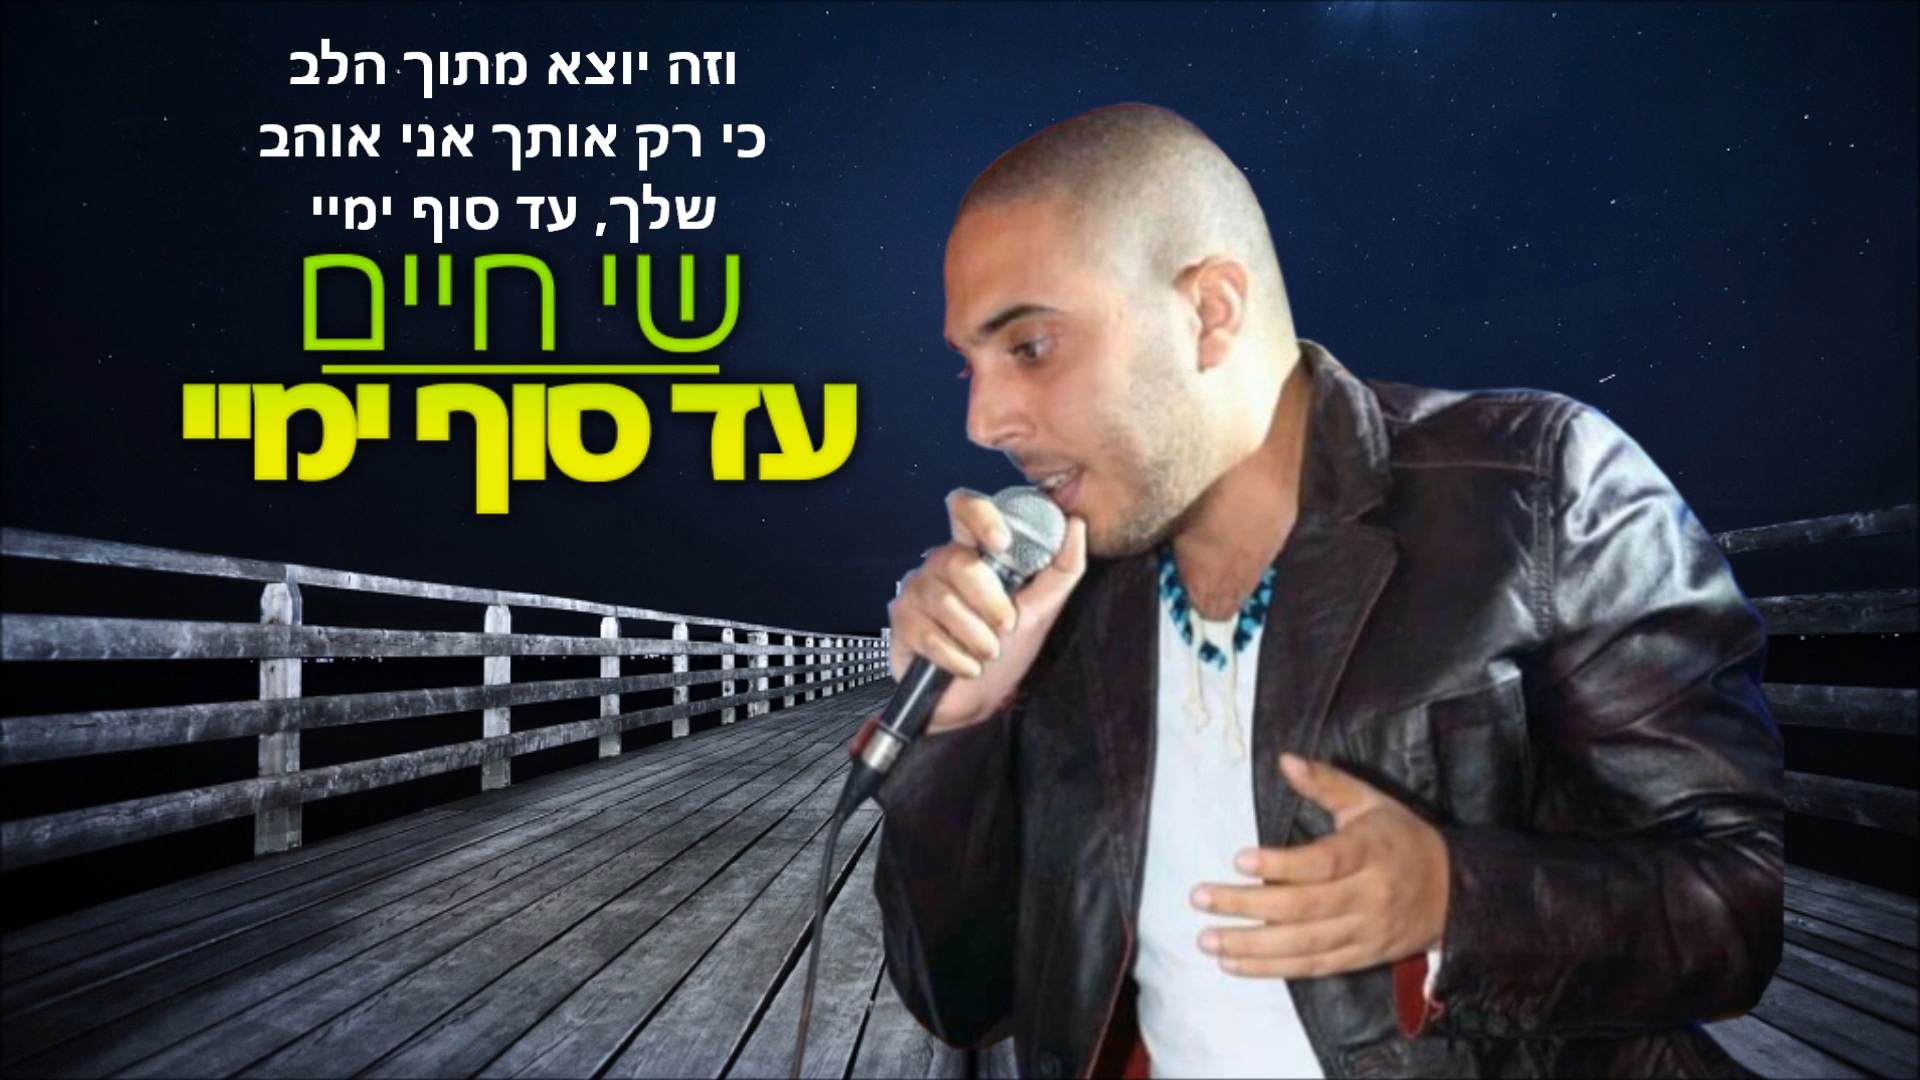 וזה יוצא מתוך הלב
כי רק אותך אני אוהב
שלך, עד סוף ימיי
שי חיים
עד סוף ימיי